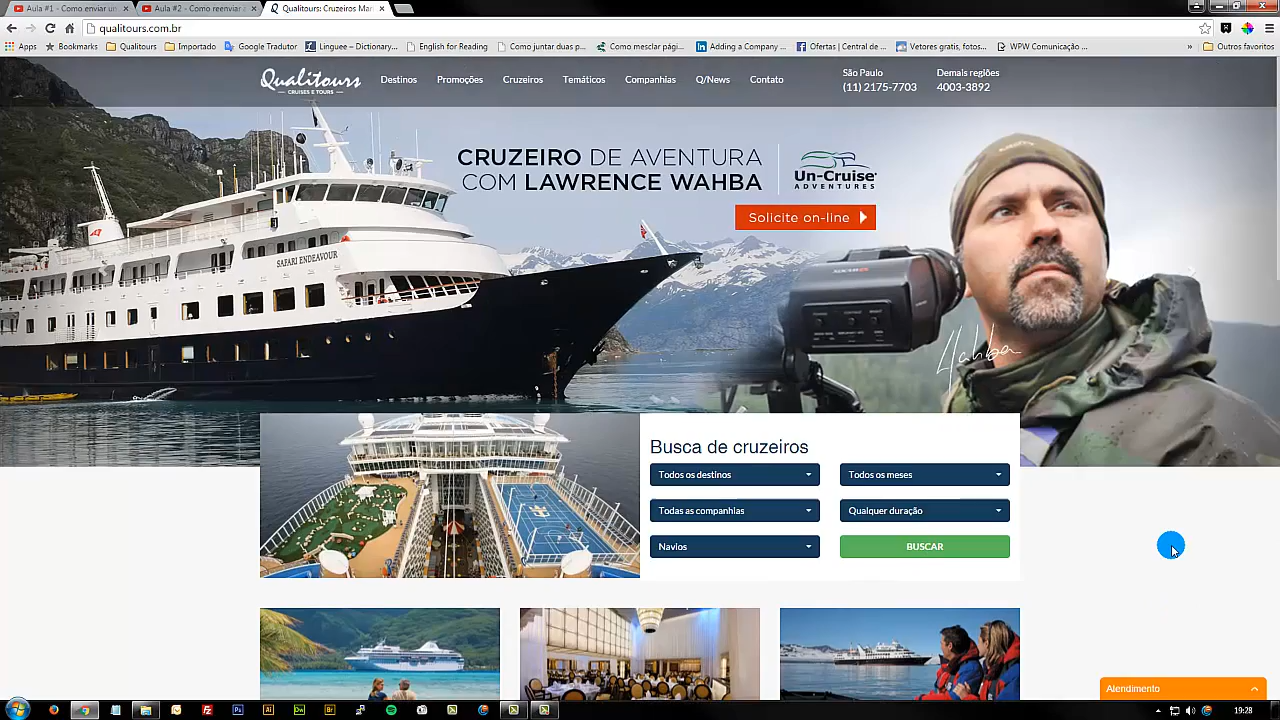 Aula #1 - Como enviar un
Aula #2 - Como reenviar a
Qualitours: Cruzeiros Mar
qualitours.com.br
Apps
Bookmarks
Qualitours
Importado
Google Tradutor
Linguee – Dictionary...
English for Reading
Como juntar duas p...
Como mesclar pág...
Adding a Company ...
Ofertas | Central de ...
Vetores gratis, fotos...
WPW Comunicação ...
»
Outros favoritos
Qualitours
CRUISES E TOURS
Destinos
Promoções
Cruzeiros
Temáticos
Companhias
Q/News
Contato
São Paulo
(11) 2175-7703
Demais regiões
4003-3892
CRUZEIRO DE AVENTURA
COM LAWRENCE WAHBA
Un-Cruise
ADVENTURES
Solicite on-line
SAFARI ENDEAVOUR
Wahba
Busca de cruzeiros
Todos os destinos
Todos os meses
Todas as companhias
Qualquer duração
Navios
BUSCAR
Atendimento
19:28